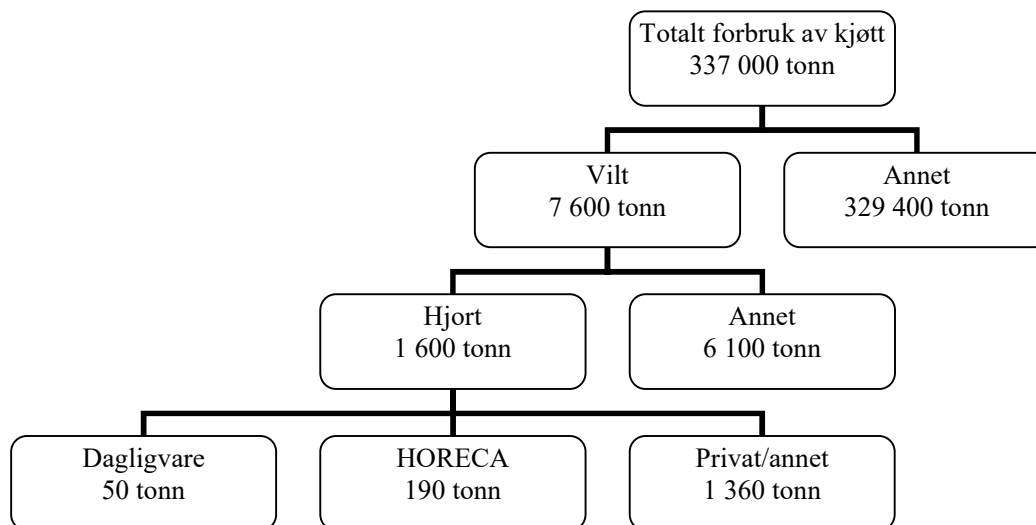 Totalt forbruk av kjøtt
337 000 tonn
Vilt
7 600 tonn
Annet
329 400 tonn
Hjort
1 600 tonn
Annet
6 100 tonn
Dagligvare
50 tonn
HORECA
190 tonn
Privat/annet
1 360 tonn